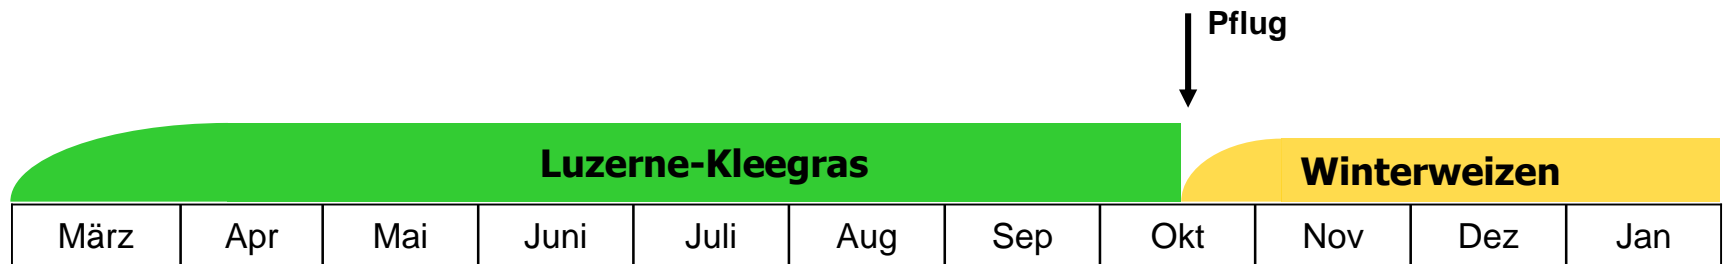 Pflug
Luzerne-Kleegras
Winterweizen
März Apr Mai Juni Juli Aug Sep Okt Nov Dez Jan